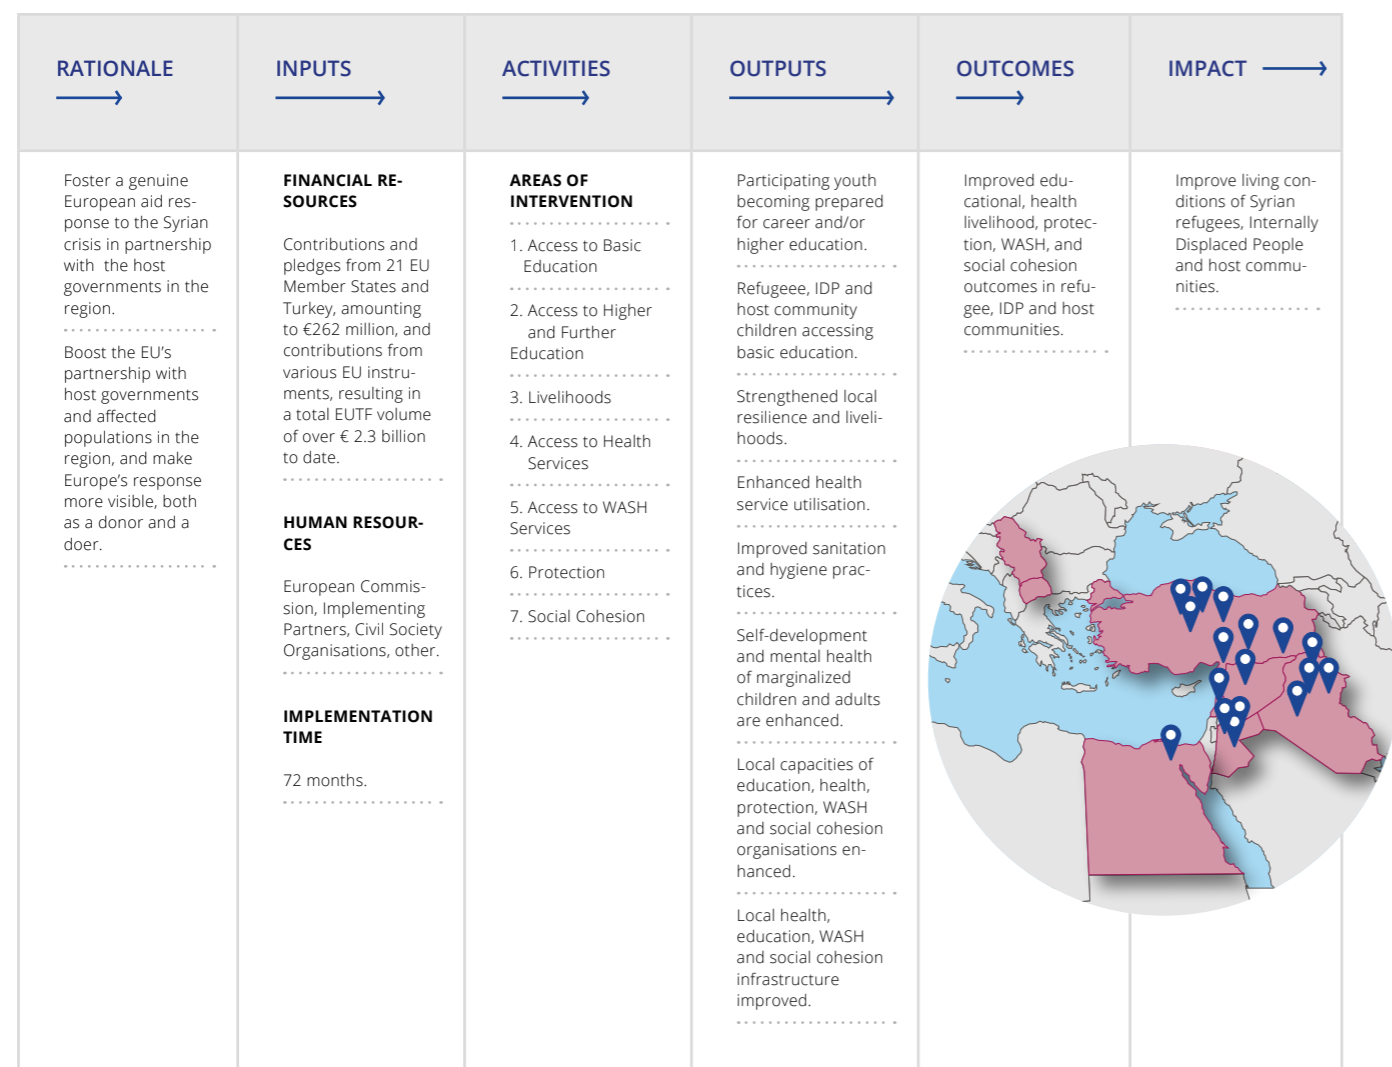 RATIONALE
INPUTS
ACTIVITIES
OUTPUTS
OUTCOMES
IMPACT
Foster a genuine
European aid res-
ponse to the Syrian
crisis in partnership
with the host
governments in the
region.
Boost the EU’s
partnership with
host governments
and affected
populations in the
region, and make
Europe’s response
more visible, both
as a donor and a
doer.
FINANCIAL RE-
SOURCES
Contributions and
pledges from 21 EU
Member States and
Turkey, amounting
to €262 million, and
contributions from
various EU instru-
ments, resulting in
a total EUTF volume
of over € 2.3 billion
to date.
HUMAN RESOUR-
CES
European Commis-
sion, Implementing
Partners, Civil Society
Organisations, other.
IMPLEMENTATION
TIME
72 months.
AREAS OF
INTERVENTION
1. Access to Basic
Education
2. Access to Higher
and Further
Education
3. Livelihoods
4. Access to Health
Services
5. Access to WASH
Services
6. Protection
7. Social Cohesion
Participating youth
becoming prepared
for career and/or
higher education.
Refugeee, IDP and
host community
children accessing
basic education.
Strengthened local
resilience and liveli-
hoods.
Enhanced health
service utilisation.
Improved sanitation
and hygiene prac-
tices.
Self-development
and mental health
of marginalized
children and adults
are enhanced.
Local capacities of
education, health,
protection, WASH
and social cohesion
organisations en-
hanced.
Local health,
education, WASH
and social cohesion
infrastructure
improved.
Improved edu-
cational, health
livelihood, protec-
tion, WASH, and
social cohesion
outcomes in refu-
gee, IDP and host
communities.
Improve living con-
ditions of Syrian
refugees, Internally
Displaced People
and host commu-
nities.